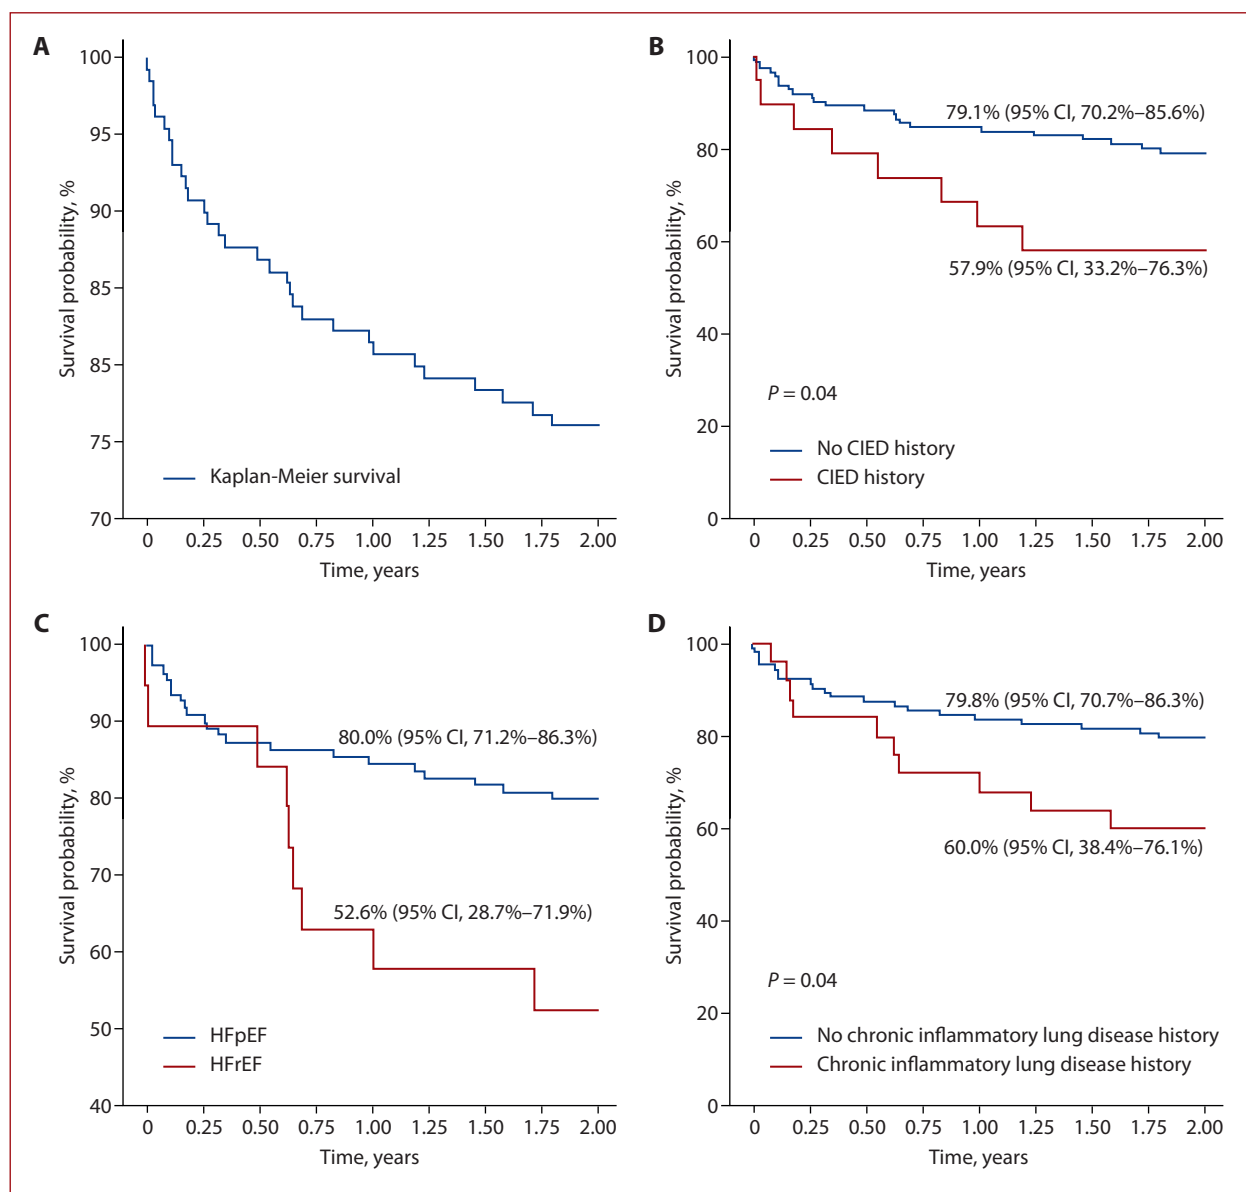 A
100
95
90
85
85
75
70
Survival probability, %
Kaplan-Meier survival
0 0.25 0.50 0.75 1.00 1.25 1.50 1.75 2.00
Time, years
B
100
80
60
40
20
0
Survival probability, %
79.1% (95% CI, 70.2%–85.6%)
57.9% (95% CI, 33.2%–76.3%)
P = 0.04
No CIED history
CIED history
0 0.25 0.50 0.75 1.00 1.25 1.50 1.75 2.00
Time, years
C
100
90
80
70
60
50
40
Survival probability, %
80.0% (95% CI, 71.2%–86.3%)
52.6% (95% CI, 28.7%–71.9%)
HFpEF
HFrEF
0 0.25 0.50 0.75 1.00 1.25 1.50 1.75 2.00
Time, years
D
100
80
60
40
20
0
Survival probability, %
79.8% (95% CI, 70.7%–86.3%)
60.0% (95% CI, 38.4%–76.1%)
P = 0.04
No chronic inflammatory lung disease history
Chronic inflammatory lung disease history
0 0.25 0.50 0.75 1.00 1.25 1.50 1.75 2.00
Time, years